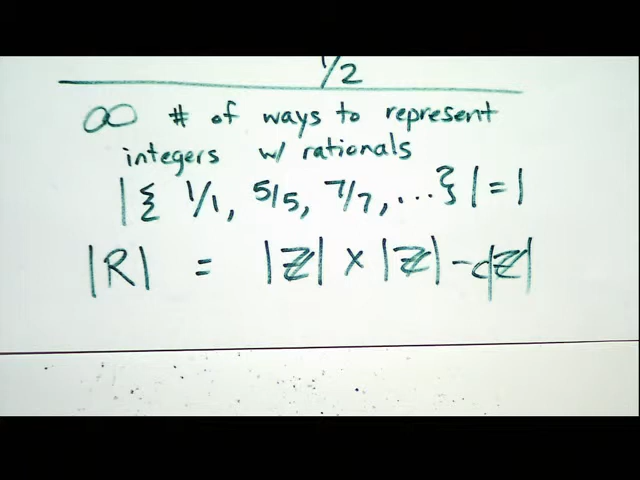 1/2
∞ # of ways to represent
integers w/ rationals
|{ 1/1, 5/5, 7/7, ...}| = 1
|R| = |ℤ| × |ℤ| - c|ℤ|